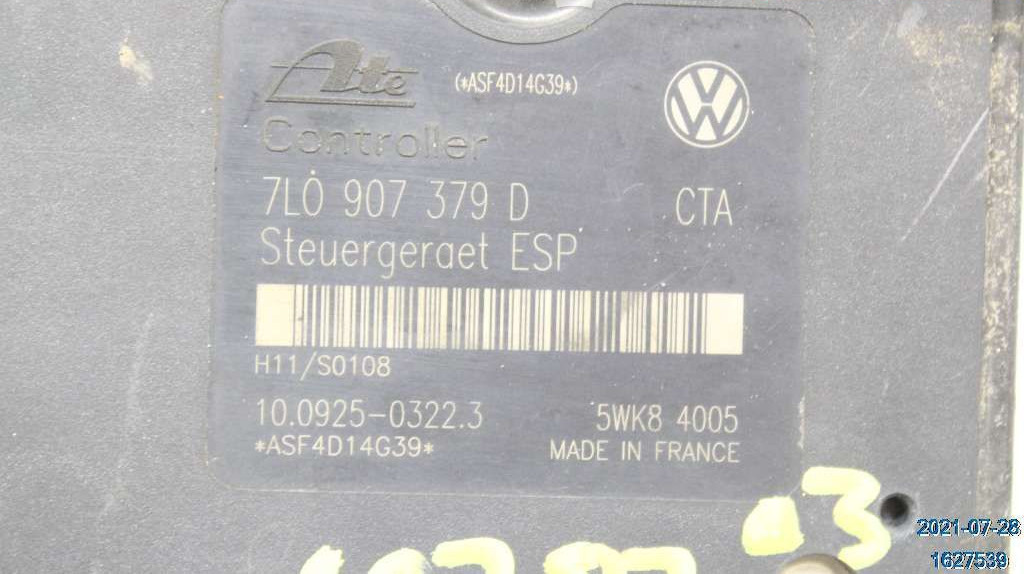 Ate (*ASF4D14G39*) VW
Controller
7L0 907 379 D CTA
Steuergeraet ESP
H11/S0108
10.0925-0322.3 5WK8 4005
*ASF4D14G39* MADE IN FRANCE
2021-07-28
1627539